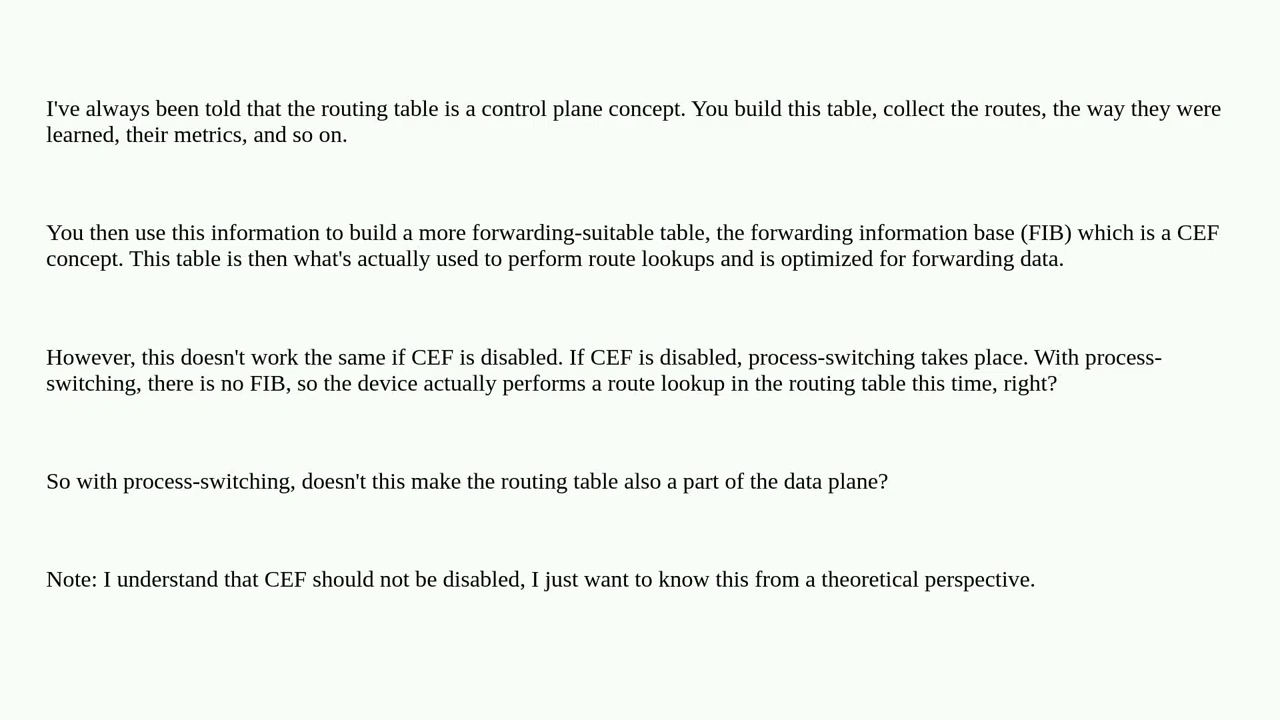 I've always been told that the routing table is a control plane concept. You build this table, collect the routes, the way they were
learned, their metrics, and so on.
You then use this information to build a more forwarding-suitable table, the forwarding information base (FIB) which is a CEF
concept. This table is then what's actually used to perform route lookups and is optimized for forwarding data.
However, this doesn't work the same if CEF is disabled. If CEF is disabled, process-switching takes place. With process-
switching, there is no FIB, so the device actually performs a route lookup in the routing table this time, right?
So with process-switching, doesn't this make the routing table also a part of the data plane?
Note: I understand that CEF should not be disabled, I just want to know this from a theoretical perspective.